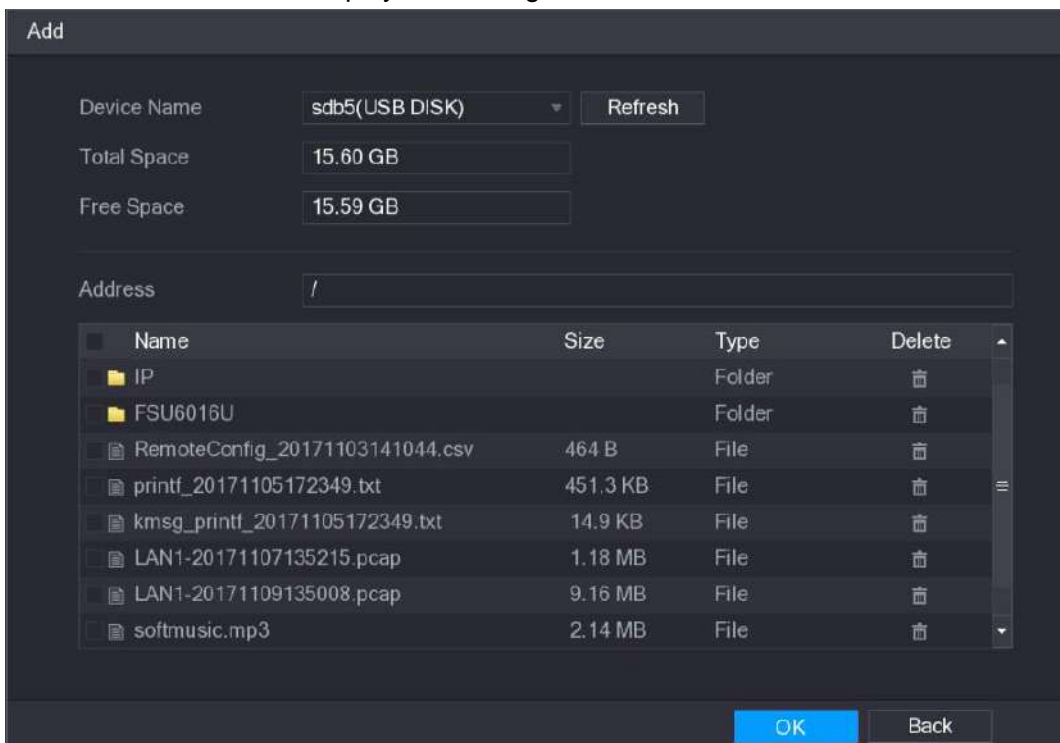 Add
Device Name sdb5(USB DISK) Refresh
Total Space 15.60 GB
Free Space 15.59 GB
Address /
Name Size Type Delete
IP Folder
FSU6016U Folder
RemoteConfig_20171103141044.csv 464 B File
printf_20171105172349.txt 451.3 KB File
kmsg_printf_20171105172349.txt 14.9 KB File
LAN1-20171107135215.pcap 1.18 MB File
LAN1-20171109135008.pcap 9.16 MB File
softmusic.mp3 2.14 MB File
OK Back